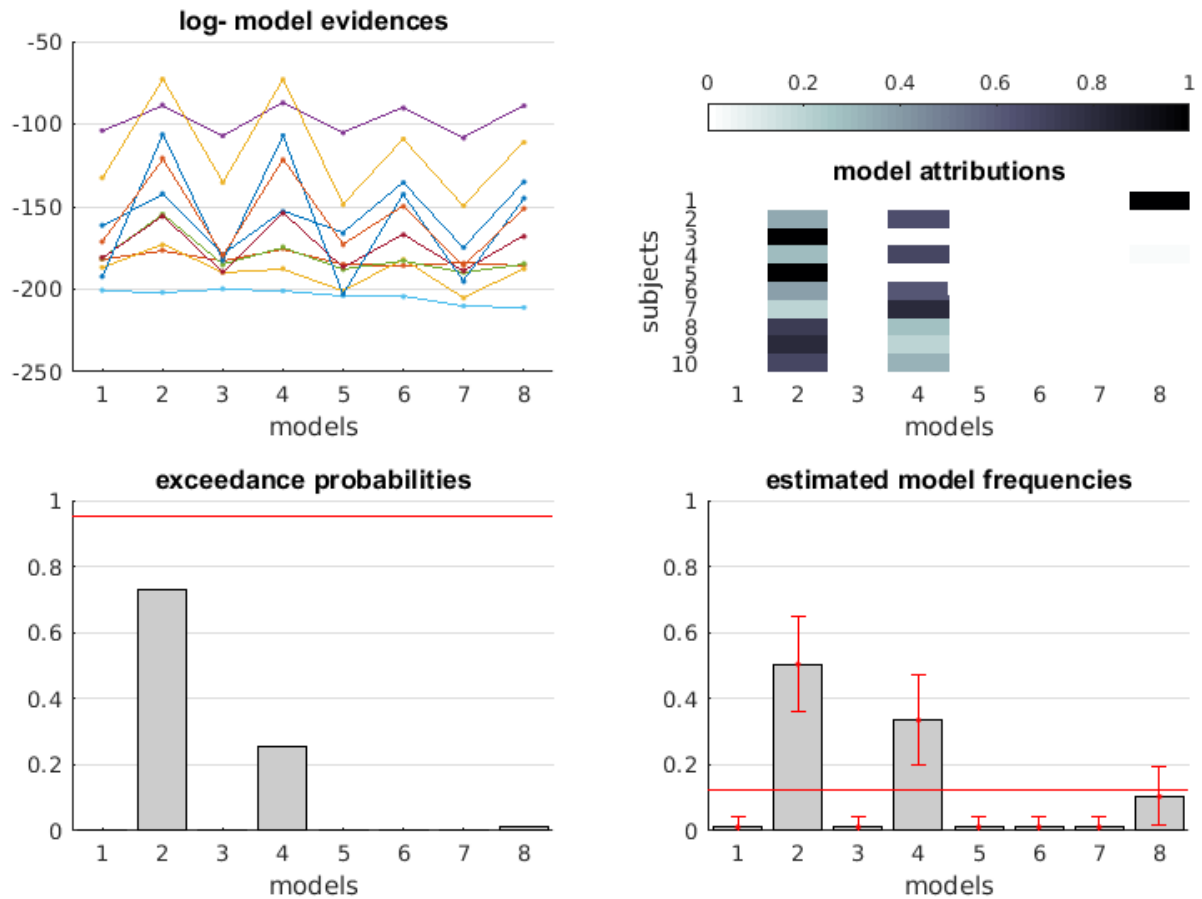 log- model evidences
-50
-100
-150
-200
-250
1 2 3 4 5 6 7 8
models
0 0.2 0.4 0.6 0.8 1
model attributions
subjects
1
2
3
4
5
6
7
8
9
10
1 2 3 4 5 6 7 8
models
exceedance probabilities
1
0.8
0.6
0.4
0.2
0
1 2 3 4 5 6 7 8
models
estimated model frequencies
1
0.8
0.6
0.4
0.2
0
1 2 3 4 5 6 7 8
models